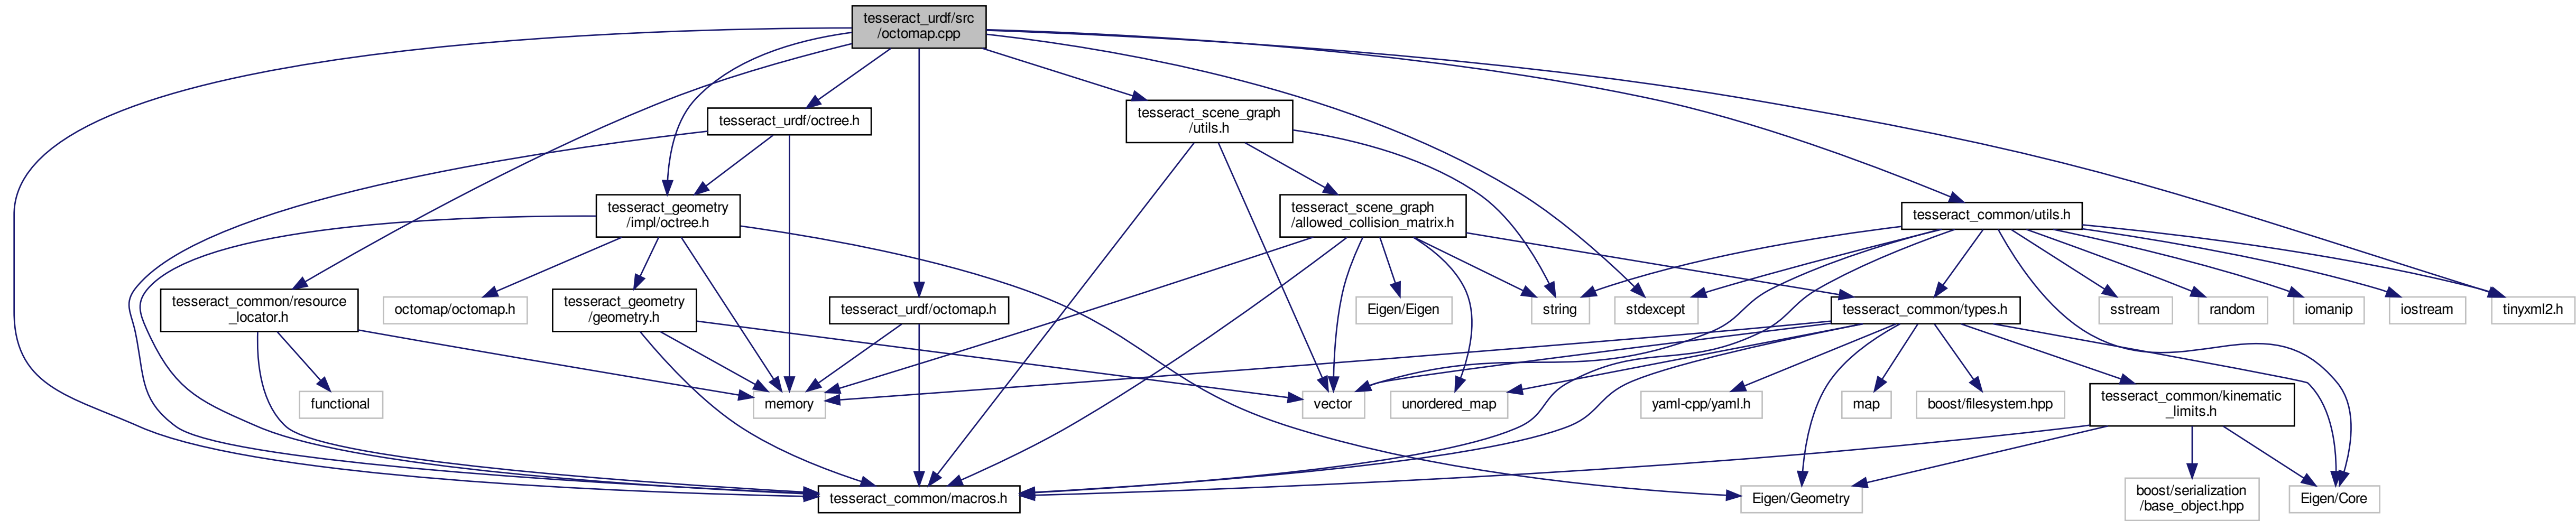 tesseract_urdf/src
/octomap.cpp
tesseract_urdf/octree.h
tesseract_scene_graph
/utils.h
tesseract_geometry
/impl/octree.h
tesseract_scene_graph
/allowed_collision_matrix.h
tesseract_common/utils.h
tesseract_common/resource
_locator.h
octomap/octomap.h
tesseract_geometry
/geometry.h
tesseract_urdf/octomap.h
Eigen/Eigen
string
stdexcept
tesseract_common/types.h
sstream
random
iomanip
iostream
tinyxml2.h
functional
memory
vector
unordered_map
yaml-cpp/yaml.h
map
boost/filesystem.hpp
tesseract_common/kinematic
_limits.h
tesseract_common/macros.h
Eigen/Geometry
boost/serialization
/base_object.hpp
Eigen/Core